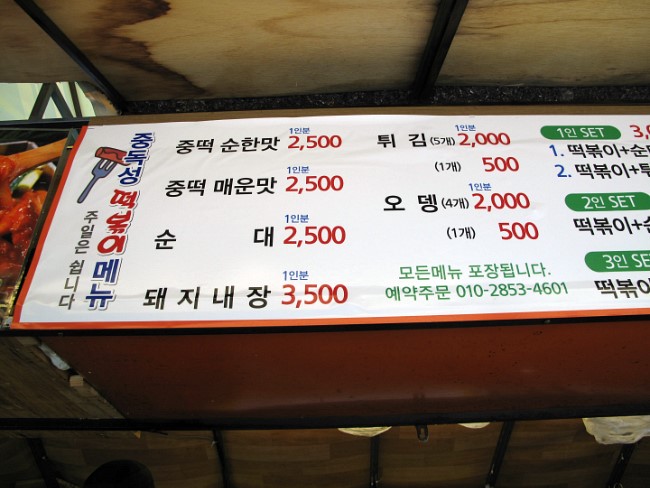 중독성 떡볶이 메뉴
주일은 쉽니다
중떡 순한맛 1인분 2,500
중떡 매운맛 1인분 2,500
순 대 1인분 2,500
돼지내장 1인분 3,500
튀 김 (5개) 1인분 2,000
(1개) 500
오 뎅 (4개) 1인분 2,000
(1개) 500
모든메뉴 포장됩니다.
예약주문 010-2853-4601
1인 SET
1. 떡볶이+순
2. 떡볶이+튀
2인 SET
떡볶이+순
3인 SE
떡볶이